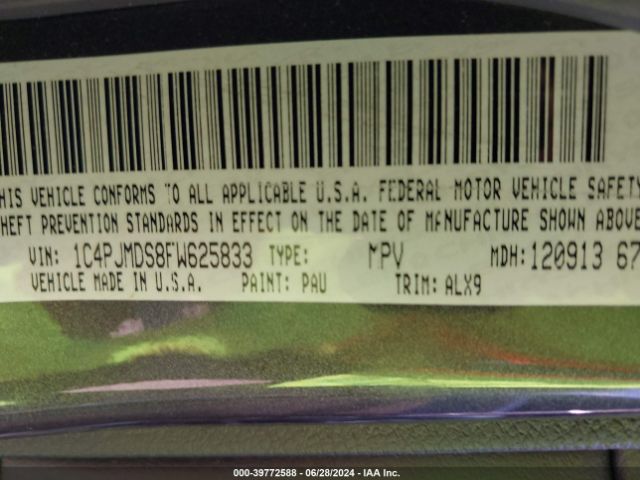 THIS VEHICLE CONFORMS TO ALL APPLICABLE U.S.A. FEDERAL MOTOR VEHICLE SAFETY
THEFT PREVENTION STANDARDS IN EFFECT ON THE DATE OF MANUFACTURE SHOWN ABOVE
VIN: 1C4PJMDS8FW625833 TYPE: MPV MDH: 120913 67
VEHICLE MADE IN U.S.A. PAINT: PAU TRIM: ALX9
000-39772588 - 06/28/2024 - IAA Inc.